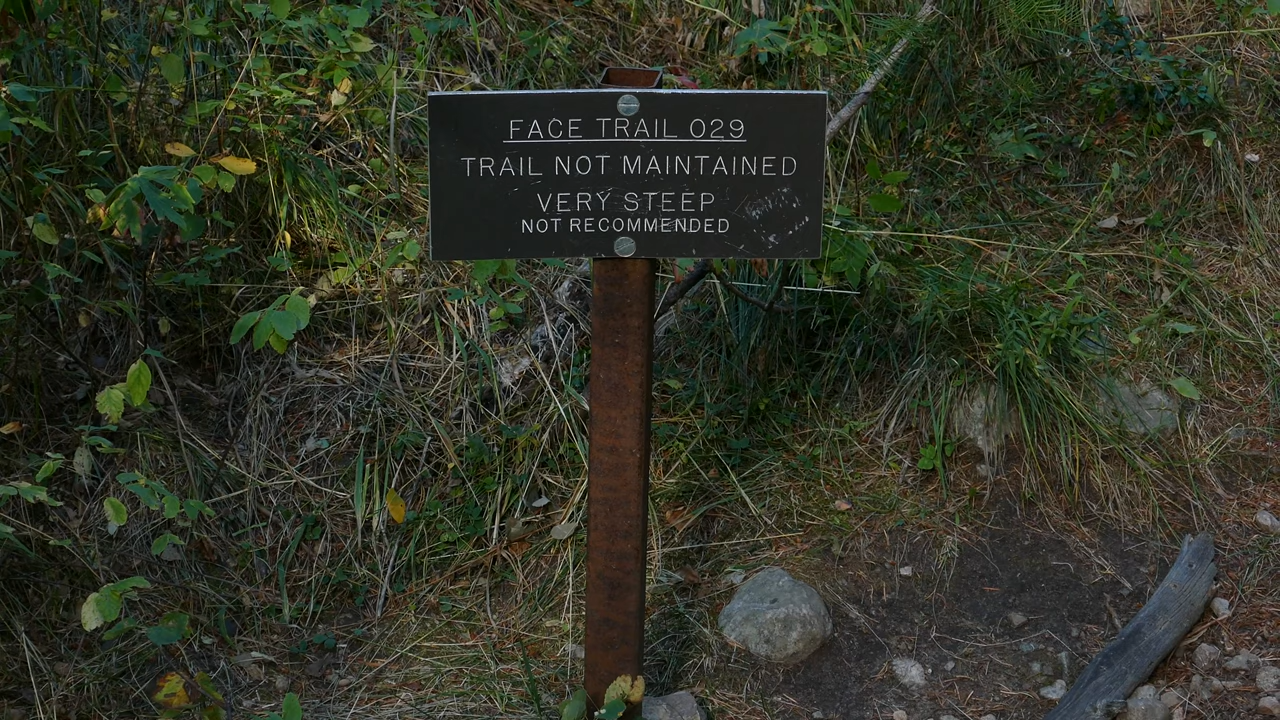 FACE TRAIL 029
TRAIL NOT MAINTAINED
VERY STEEP
NOT RECOMMENDED